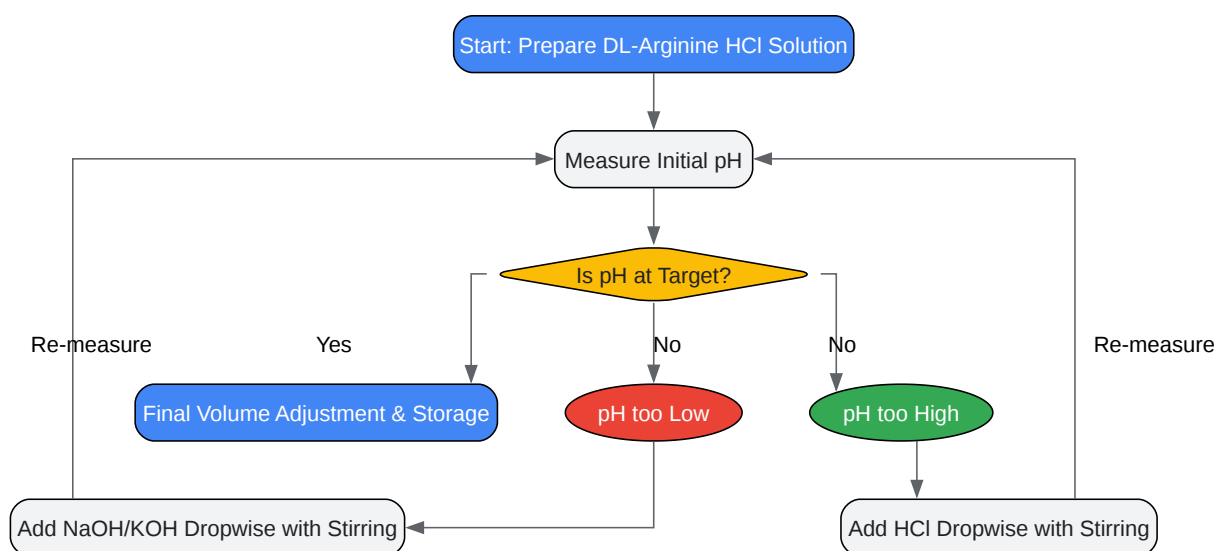 Start: Prepare DL-Arginine HCl Solution
Measure Initial pH
Is pH at Target?
Re-measure
Yes
No
No
Re-measure
Final Volume Adjustment & Storage
pH too Low
pH too High
Add NaOH/KOH Dropwise with Stirring
Add HCl Dropwise with Stirring